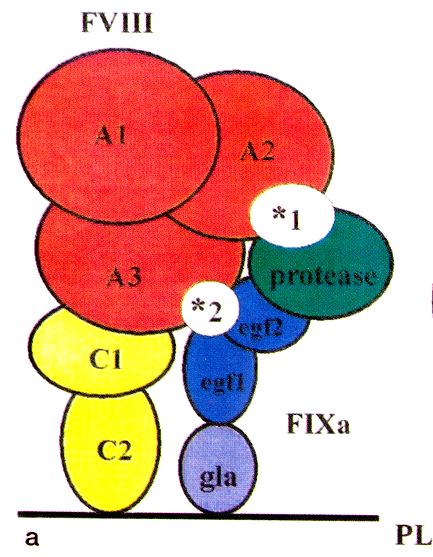 FVIII
A1
A2
*1
A3
protease
*2
egf2
C1
egf1
C2
FIXa
gla
a
PL